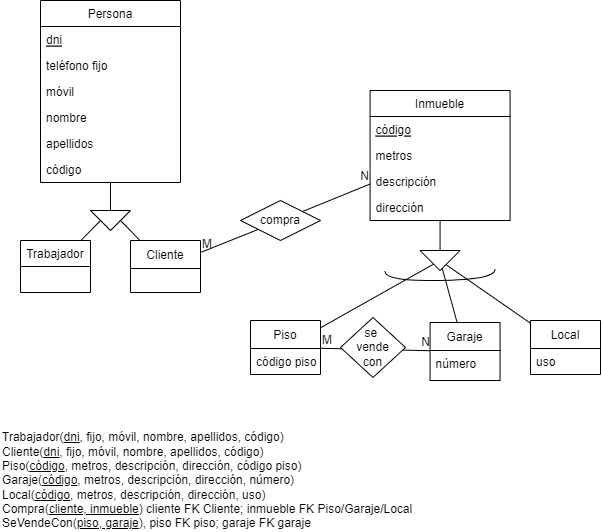 Persona
dni
teléfono fijo
móvil
nombre
apellidos
código
Inmueble
código
metros
descripción
dirección
N
compra
M
Trabajador
Cliente
Piso
código piso
M
se
vende
con
N
Garaje
número
Local
uso
Trabajador(dni, fijo, móvil, nombre, apellidos, código)
Cliente(dni, fijo, móvil, nombre, apellidos, código)
Piso(código, metros, descripción, dirección, código piso)
Garaje(código, metros, descripción, dirección, número)
Local(código, metros, descripción, dirección, uso)
Compra(cliente, inmueble) cliente FK Cliente; inmueble FK Piso/Garaje/Local
SeVendeCon(piso, garaje), piso FK piso; garaje FK garaje